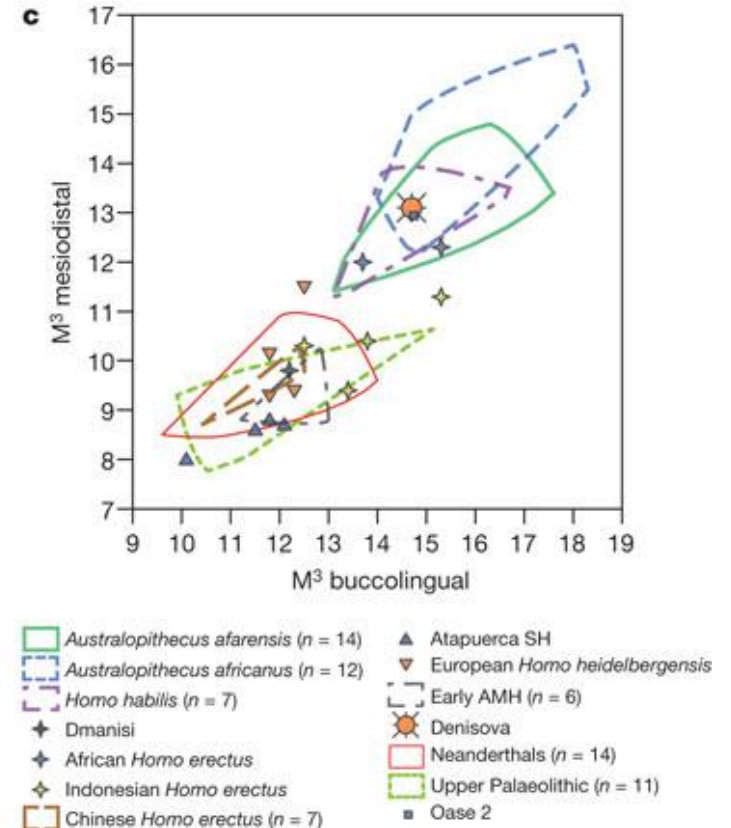 c
17
16
15
14
13
12
11
10
9
8
7
M³ mesiodistal
9 10 11 12 13 14 15 16 17 18 19
M³ buccolingual
Australopithecus afarensis (n = 14)
Australopithecus africanus (n = 12)
Homo habilis (n = 7)
Dmanisi
African Homo erectus
Indonesian Homo erectus
Chinese Homo erectus (n = 7)
Atapuerca SH
European Homo heidelbergensis
Early AMH (n = 6)
Denisova
Neanderthals (n = 14)
Upper Palaeolithic (n = 11)
Oase 2